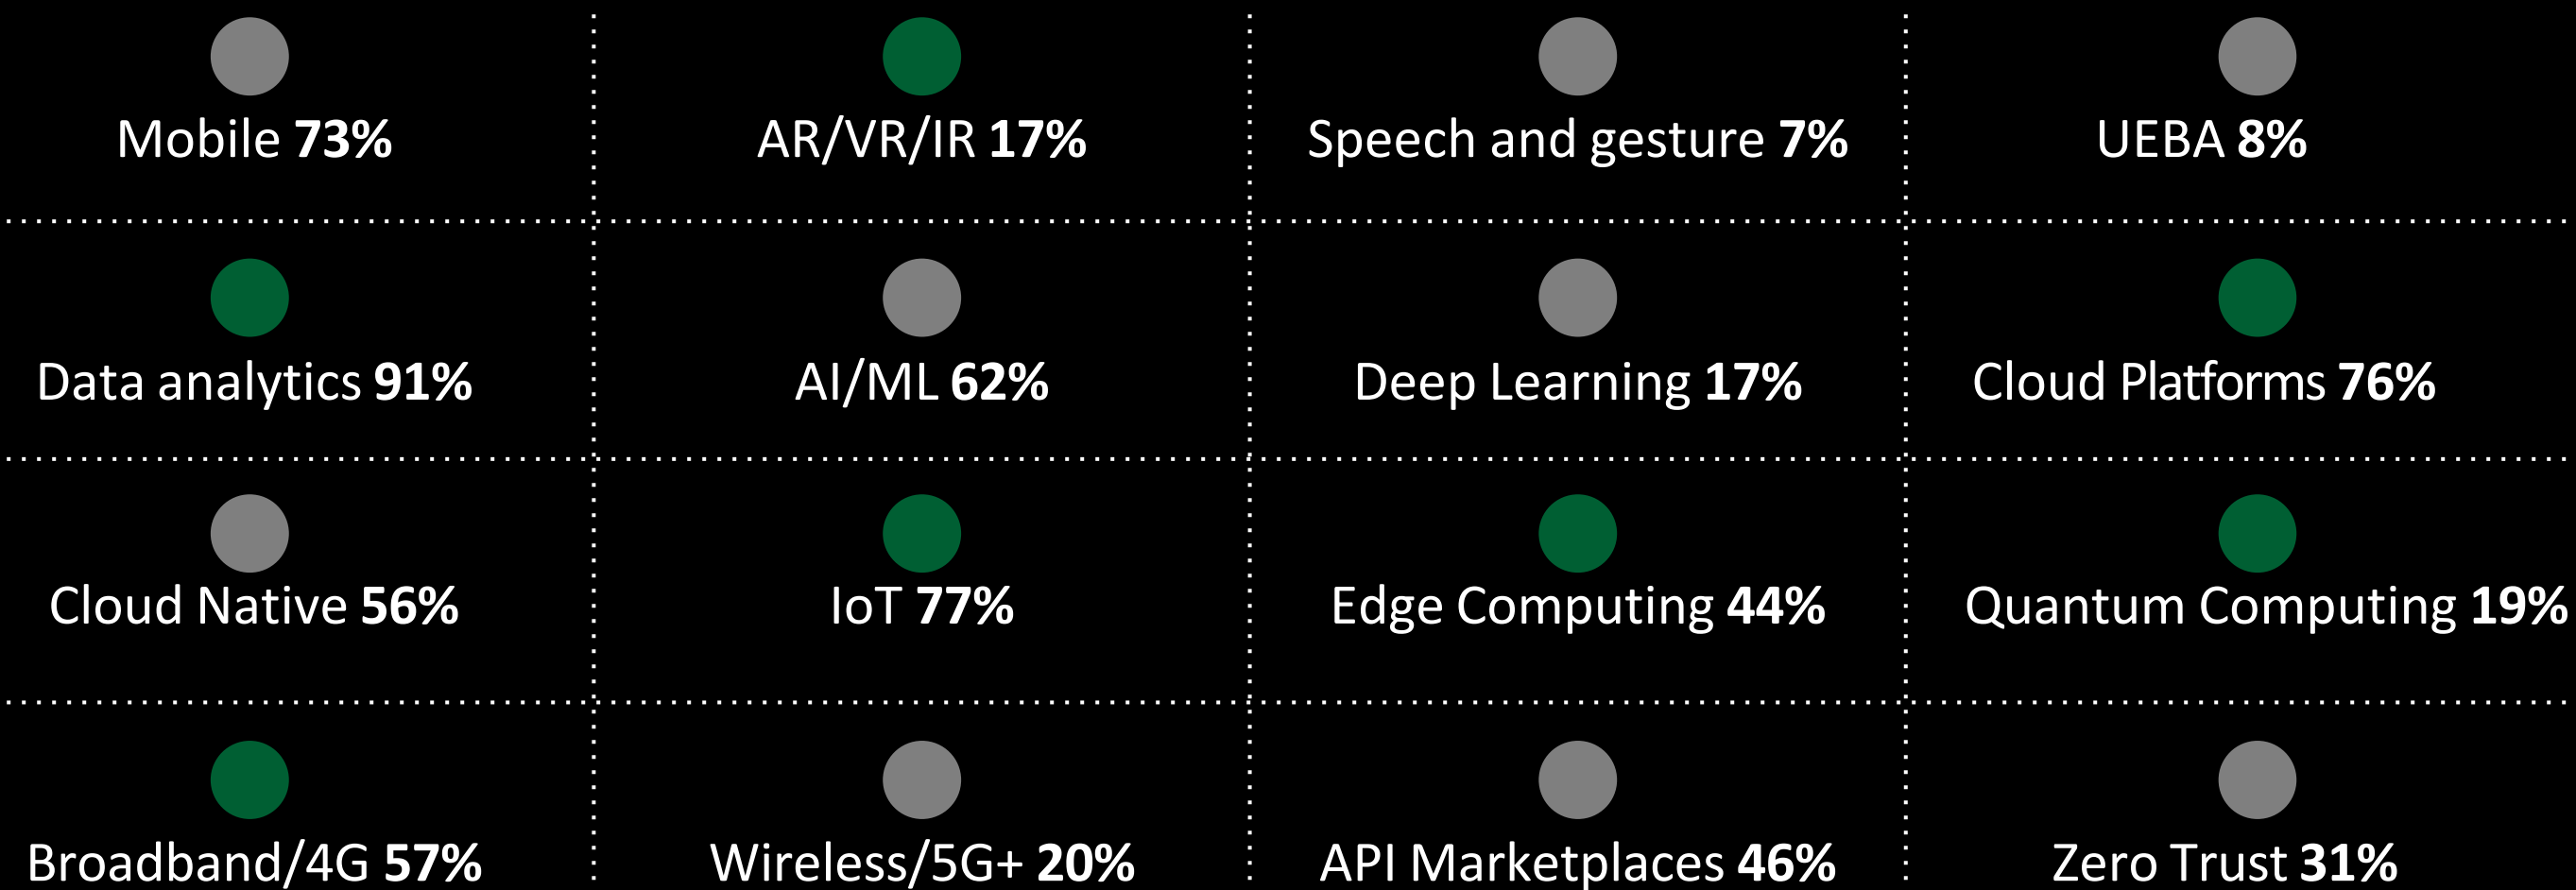 Mobile 73%
AR/VR/IR 17%
Speech and gesture 7%
UEBA 8%
Data analytics 91%
AI/ML 62%
Deep Learning 17%
Cloud Platforms 76%
Cloud Native 56%
IoT 77%
Edge Computing 44%
Quantum Computing 19%
Broadband/4G 57%
Wireless/5G+ 20%
API Marketplaces 46%
Zero Trust 31%